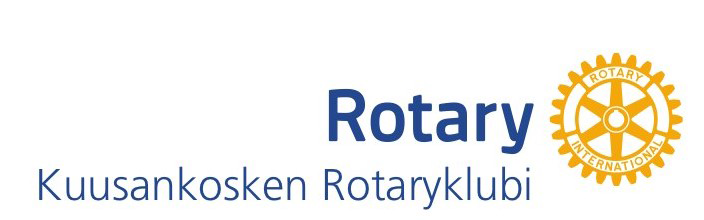 Rotary
Kuusankosken Rotaryklubi
ROTARY
INTERNATIONAL